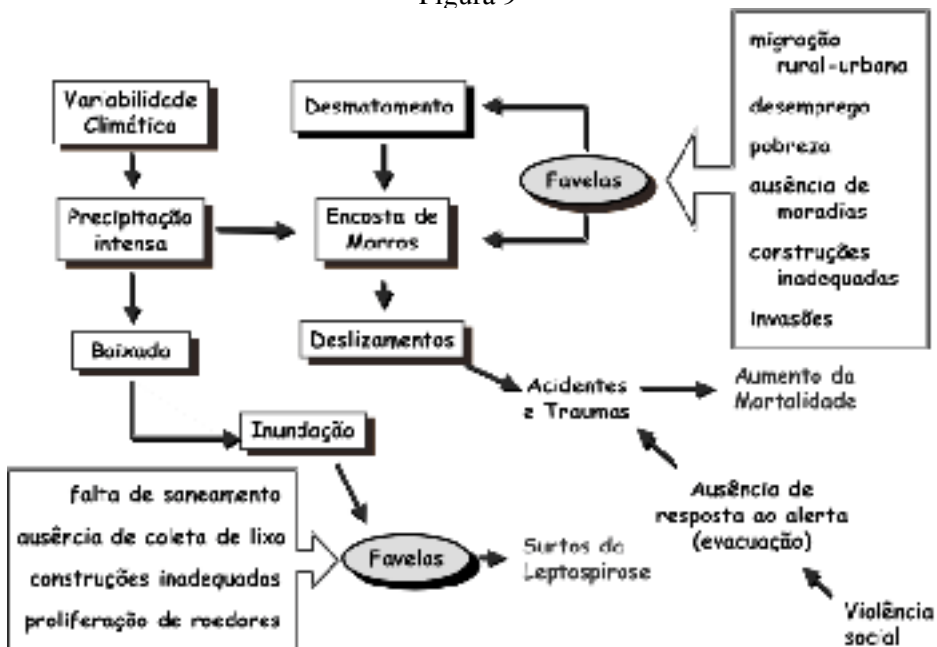 Figura 9
migração
rural-urbana
desemprego
pobreza
ausência de
moradias
construções
inadequadas
Invasões
Variabilidade
Climática
Desmatamento
Favelas
Precipitação
intensa
Encosta de
Morros
Baixada
Deslizamentos
Acidentes
e Traumas
Aumento da
Mortalidade
Inundação
falta de saneamento
ausência de coleta de lixo
construções inadequadas
proliferação de roedores
Favelas
Surtos de
Leptospirose
Ausência de
resposta ao alerta
(evacuação)
Violência
social